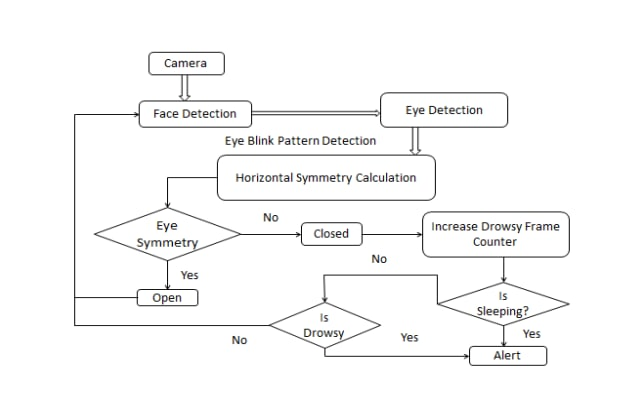 Camera
Face Detection
Eye Detection
Eye Blink Pattern Detection
Horizontal Symmetry Calculation
Eye
Symmetry
No
Closed
Increase Drowsy Frame
Counter
Yes
Open
No
Is
Sleeping?
Is
Drowsy
Yes
Yes
No
Alert